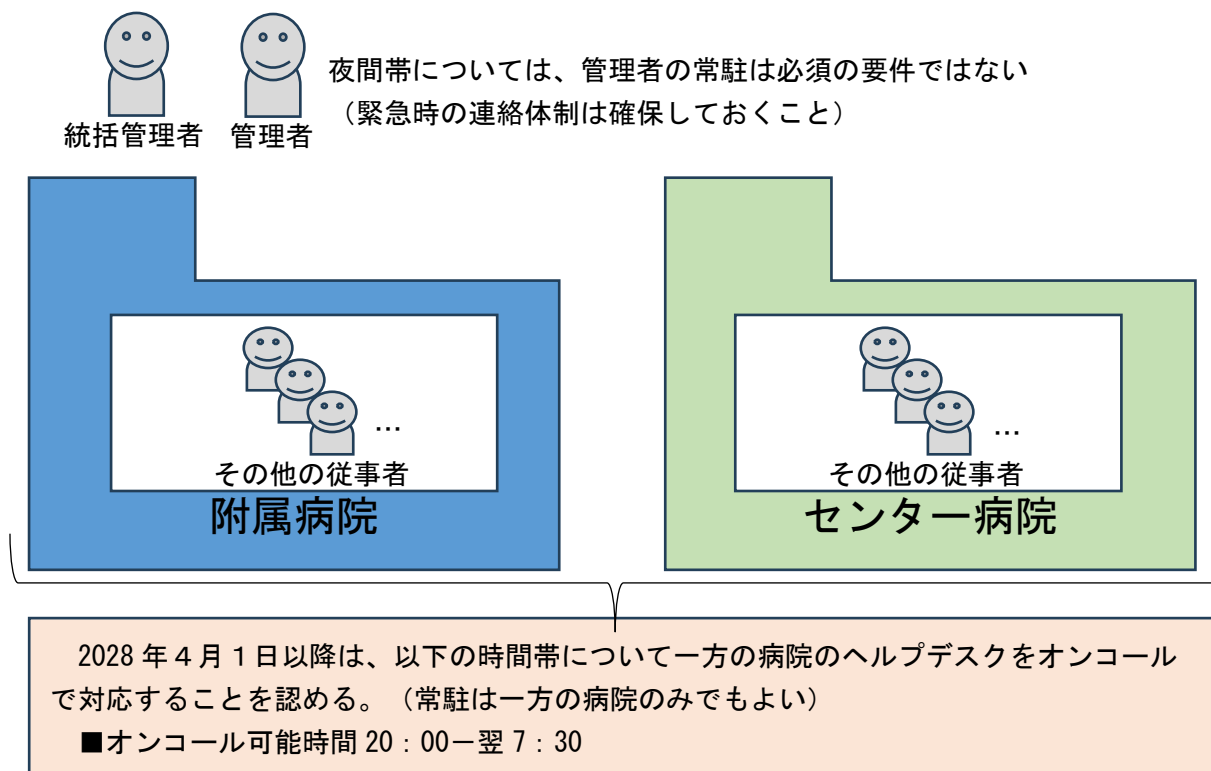 夜間帯については、管理者の常駐は必須の要件ではない
（緊急時の連絡体制は確保しておくこと）
統括管理者
管理者
…
その他の従事者
附属病院
…
その他の従事者
センター病院
2028年４月１日以降は、以下の時間帯について一方の病院のヘルプデスクをオンコール
で対応することを認める。（常駐は一方の病院のみでもよい）
■オンコール可能時間 20：00－翌 7：30